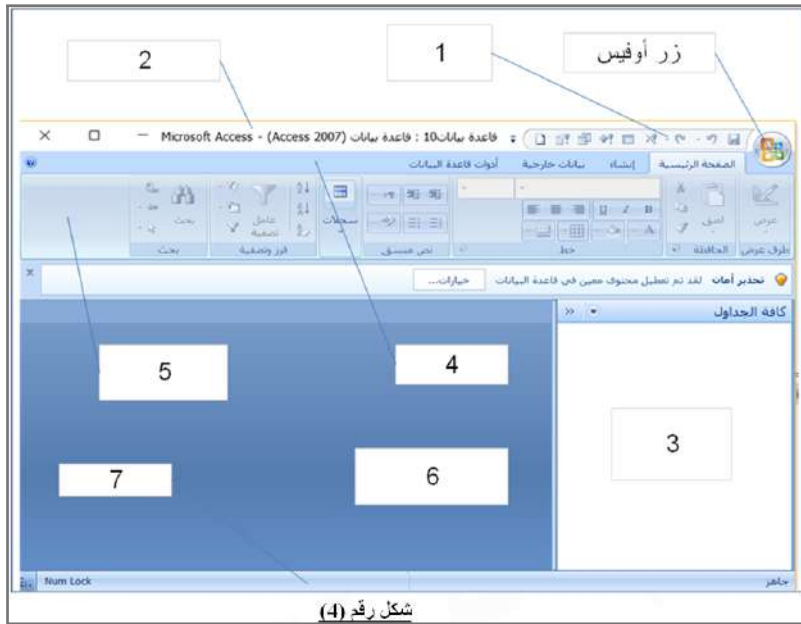 زر أوفيس
1
2
قاعدة بيانات10 : قاعدة بيانات (Access 2007) - Microsoft Access
الصفحة الرئيسية إنشاء بيانات خارجية أدوات قاعدة البيانات
عرض
لصق
B I U
A
سجلات
عامل تصفية
بحث
طرق عرض
الحافظة
خط
نص منسق
فرز وتصفية
بحث
تحذير أمان لقد تم تعطيل محتوى معين في قاعدة البيانات خيارات...
كافة الجداول
3
4
5
6
7
جاهز
Num Lock
شكل رقم (4)